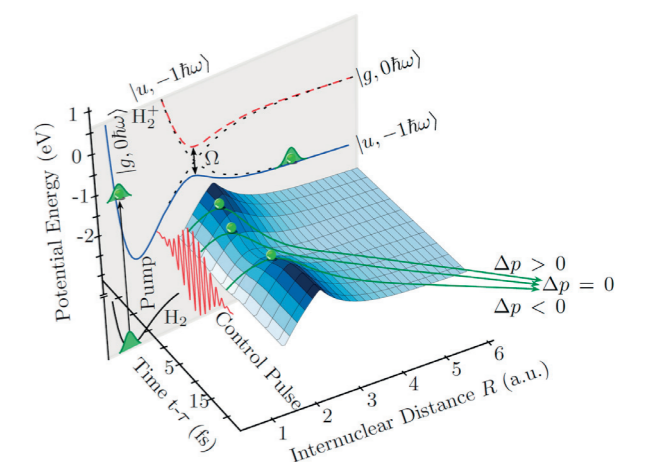 |u, −1ħω⟩
H₂⁺
|g, 0ħω⟩
|g, 0ħω⟩
|u, −1ħω⟩
Ω
Potential Energy (eV)
1
0
-1
-2
Pump
H₂
Control Pulse
Δp > 0
Δp = 0
Δp < 0
Time t-τ (fs)
5
15
1
2
3
4
5
6
Internuclear Distance R (a.u.)